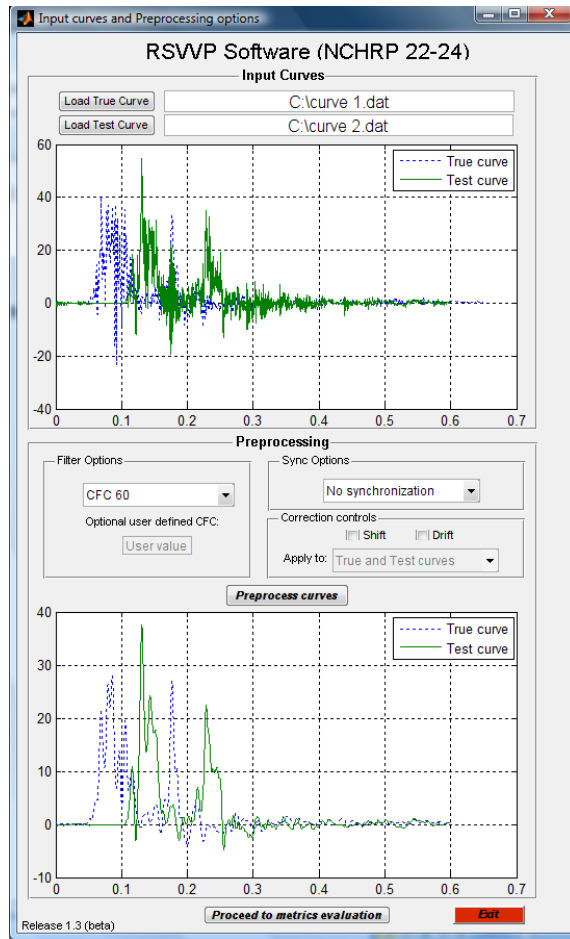 Input curves and Preprocessing options
RSVVP Software (NCHRP 22-24)
Input Curves
Load True Curve
C:\curve 1.dat
Load Test Curve
C:\curve 2.dat
60
40
20
0
-20
-40
True curve
Test curve
0 0.1 0.2 0.3 0.4 0.5 0.6 0.7
Preprocessing
Filter Options
CFC 60
Optional user defined CFC:
User value
Sync Options
No synchronization
Correction controls
Shift Drift
Apply to: True and Test curves
Preprocess curves
40
30
20
10
0
-10
True curve
Test curve
0 0.1 0.2 0.3 0.4 0.5 0.6 0.7
Proceed to metrics evaluation
Exit
Release 1.3 (beta)